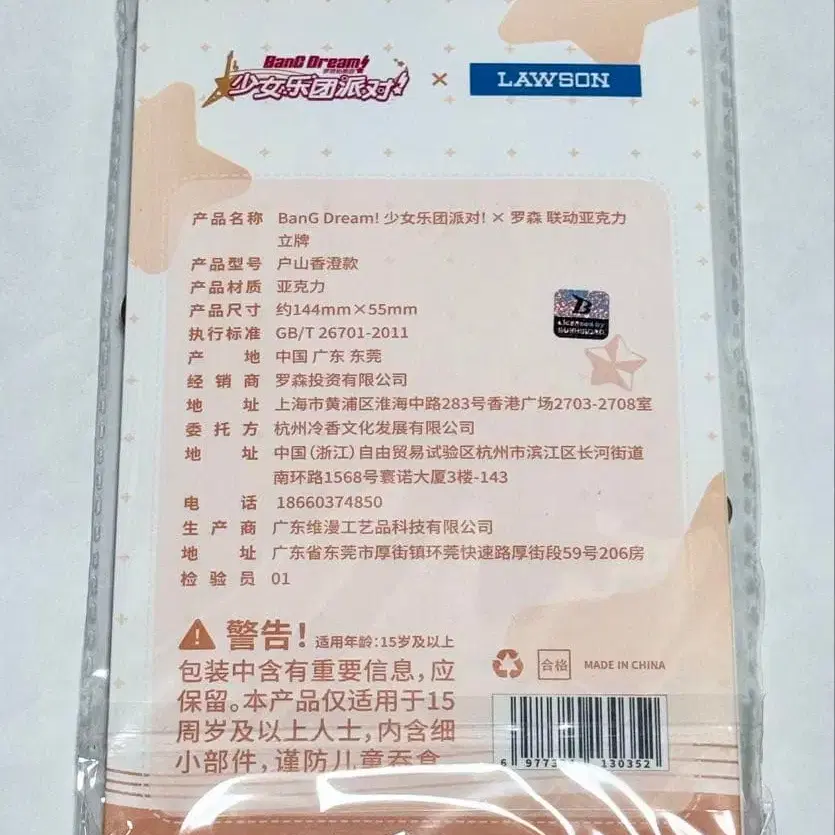 BanG Dream!
少女乐团派对!
×
LAWSON
产品名称 BanG Dream! 少女乐团派对! × 罗森 联动亚克力
立牌
产品型号 户山香澄款
产品材质 亚克力
产品尺寸 约144mm×55mm
执行标准 GB/T 26701-2011
产地 中国 广东 东莞
经销商 罗森投资有限公司
地址 上海市黄浦区淮海中路283号香港广场2703-2708室
委托方 杭州冷香文化发展有限公司
地址 中国(浙江)自由贸易试验区杭州市滨江区长河街道
南环路1568号寰诺大厦3楼-143
电话 18660374850
生产商 广东维漫工艺品科技有限公司
地址 广东省东莞市厚街镇环莞快速路厚街段59号206房
检验员 01
Licensed by
BUSHIROAD
警告! 适用年龄:15岁及以上
包装中含有重要信息,应
保留。本产品仅适用于15
周岁及以上人士,内含细
小部件,谨防儿童吞食
合格
MADE IN CHINA
6 9773 130352